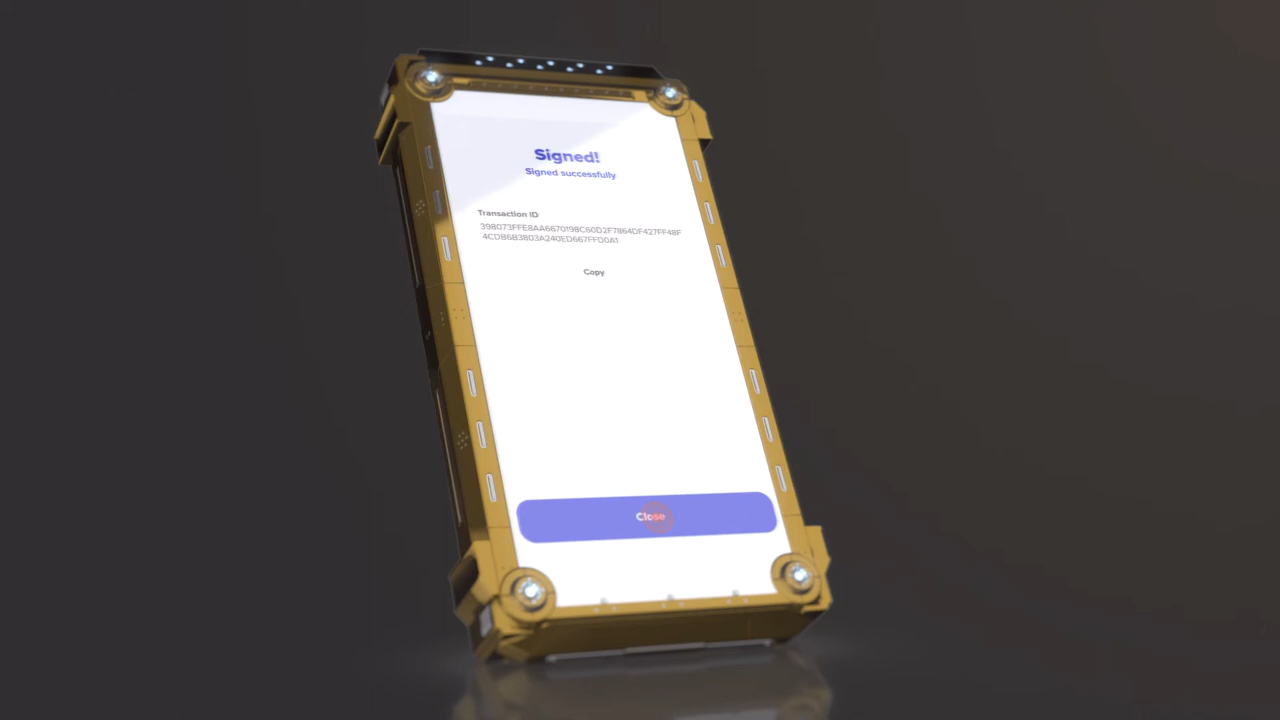 Signed!
Signed successfully
Transaction ID
398073FFE8AA6670198C60D2F7864DF427FF48F
4CDB6B3803A240ED667FFD0A1
Copy
Close